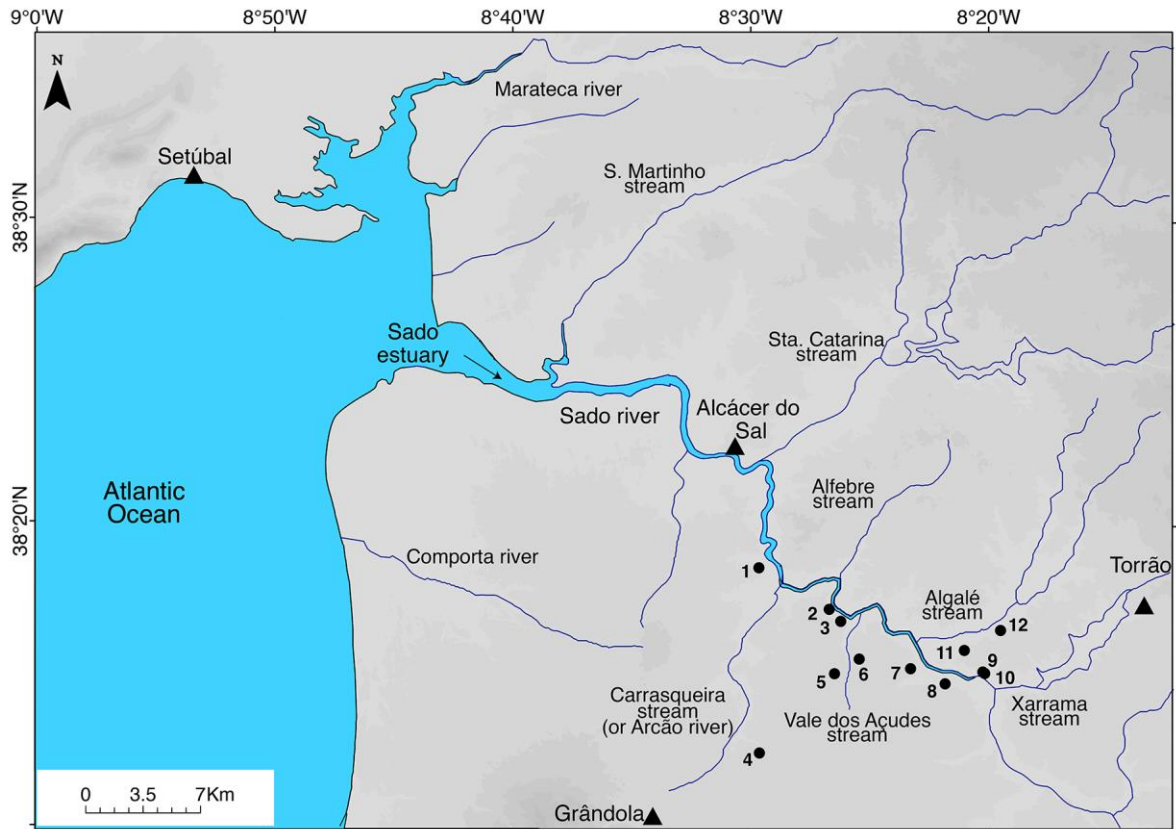 9°0'W 8°50'W 8°40'W 8°30'W 8°20'W
N
Marateca river
Setúbal
S. Martinho
stream
38°30'N
Sado
estuary
Sta. Catarina
stream
Sado river
Alcácer do
Sal
Atlantic
Ocean
Alfebre
stream
38°20'N
Comporta river
1
Torrão
2
Algalé
stream
3
12
11
9
6
5
7
10
8
Carrasqueira
stream
(or Arcão river)
Vale dos Açudes
stream
Xarrama
stream
4
0 3.5 7Km
Grândola